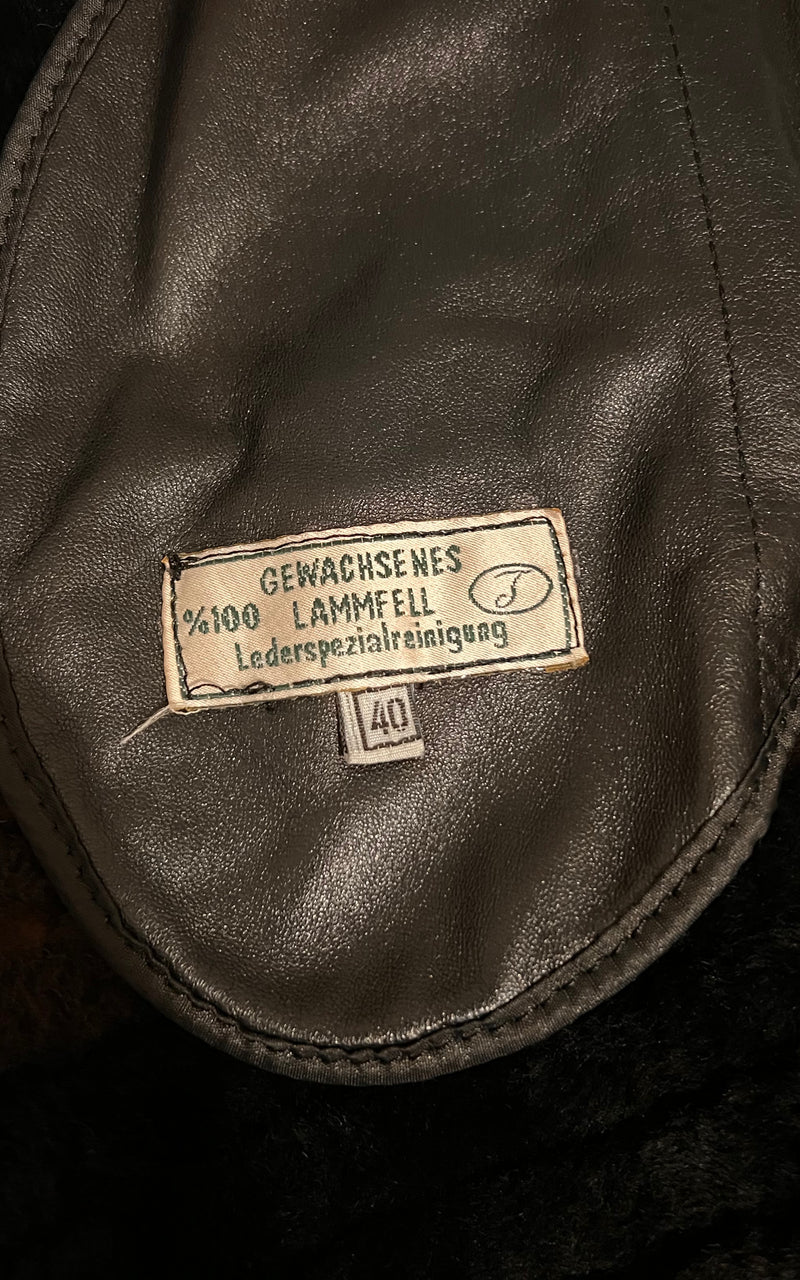 GEWACHSENES
%100 LAMMFELL
Lederspezialreinigung
J
40